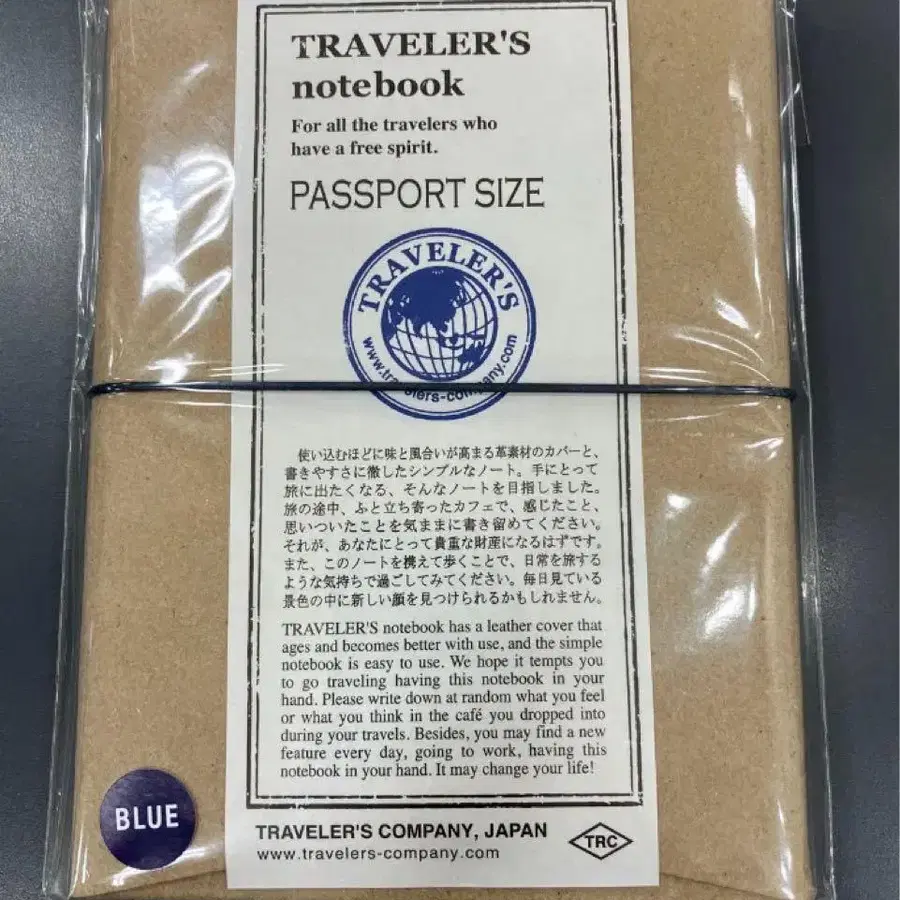 TRAVELER'S
notebook
For all the travelers who
have a free spirit.
PASSPORT SIZE
TRAVELER'S
www.travelers-company.com
使い込むほどに味と風合いが高まる革素材のカバーと、
書きやすさに徹したシンプルなノート。手にとって
旅に出たくなる、そんなノートを目指しました。
旅の途中、ふと立ち寄ったカフェで、感じたこと、
思いついたことを気ままに書き留めてください。
それが、あなたにとって貴重な財産になるはずです。
また、このノートを携えて歩くことで、日常を旅する
ような気持ちで過ごしてみてください。毎日見ている
景色の中に新しい顔を見つけられるかもしれません。
TRAVELER'S notebook has a leather cover that
ages and becomes better with use, and the simple
notebook is easy to use. We hope it tempts you
to go traveling having this notebook in your
hand. Please write down at random what you feel
or what you think in the café you dropped into
during your travels. Besides, you may find a new
feature every day, going to work, having this
notebook in your hand. It may change your life!
BLUE
TRAVELER'S COMPANY, JAPAN
www.travelers-company.com
TRC